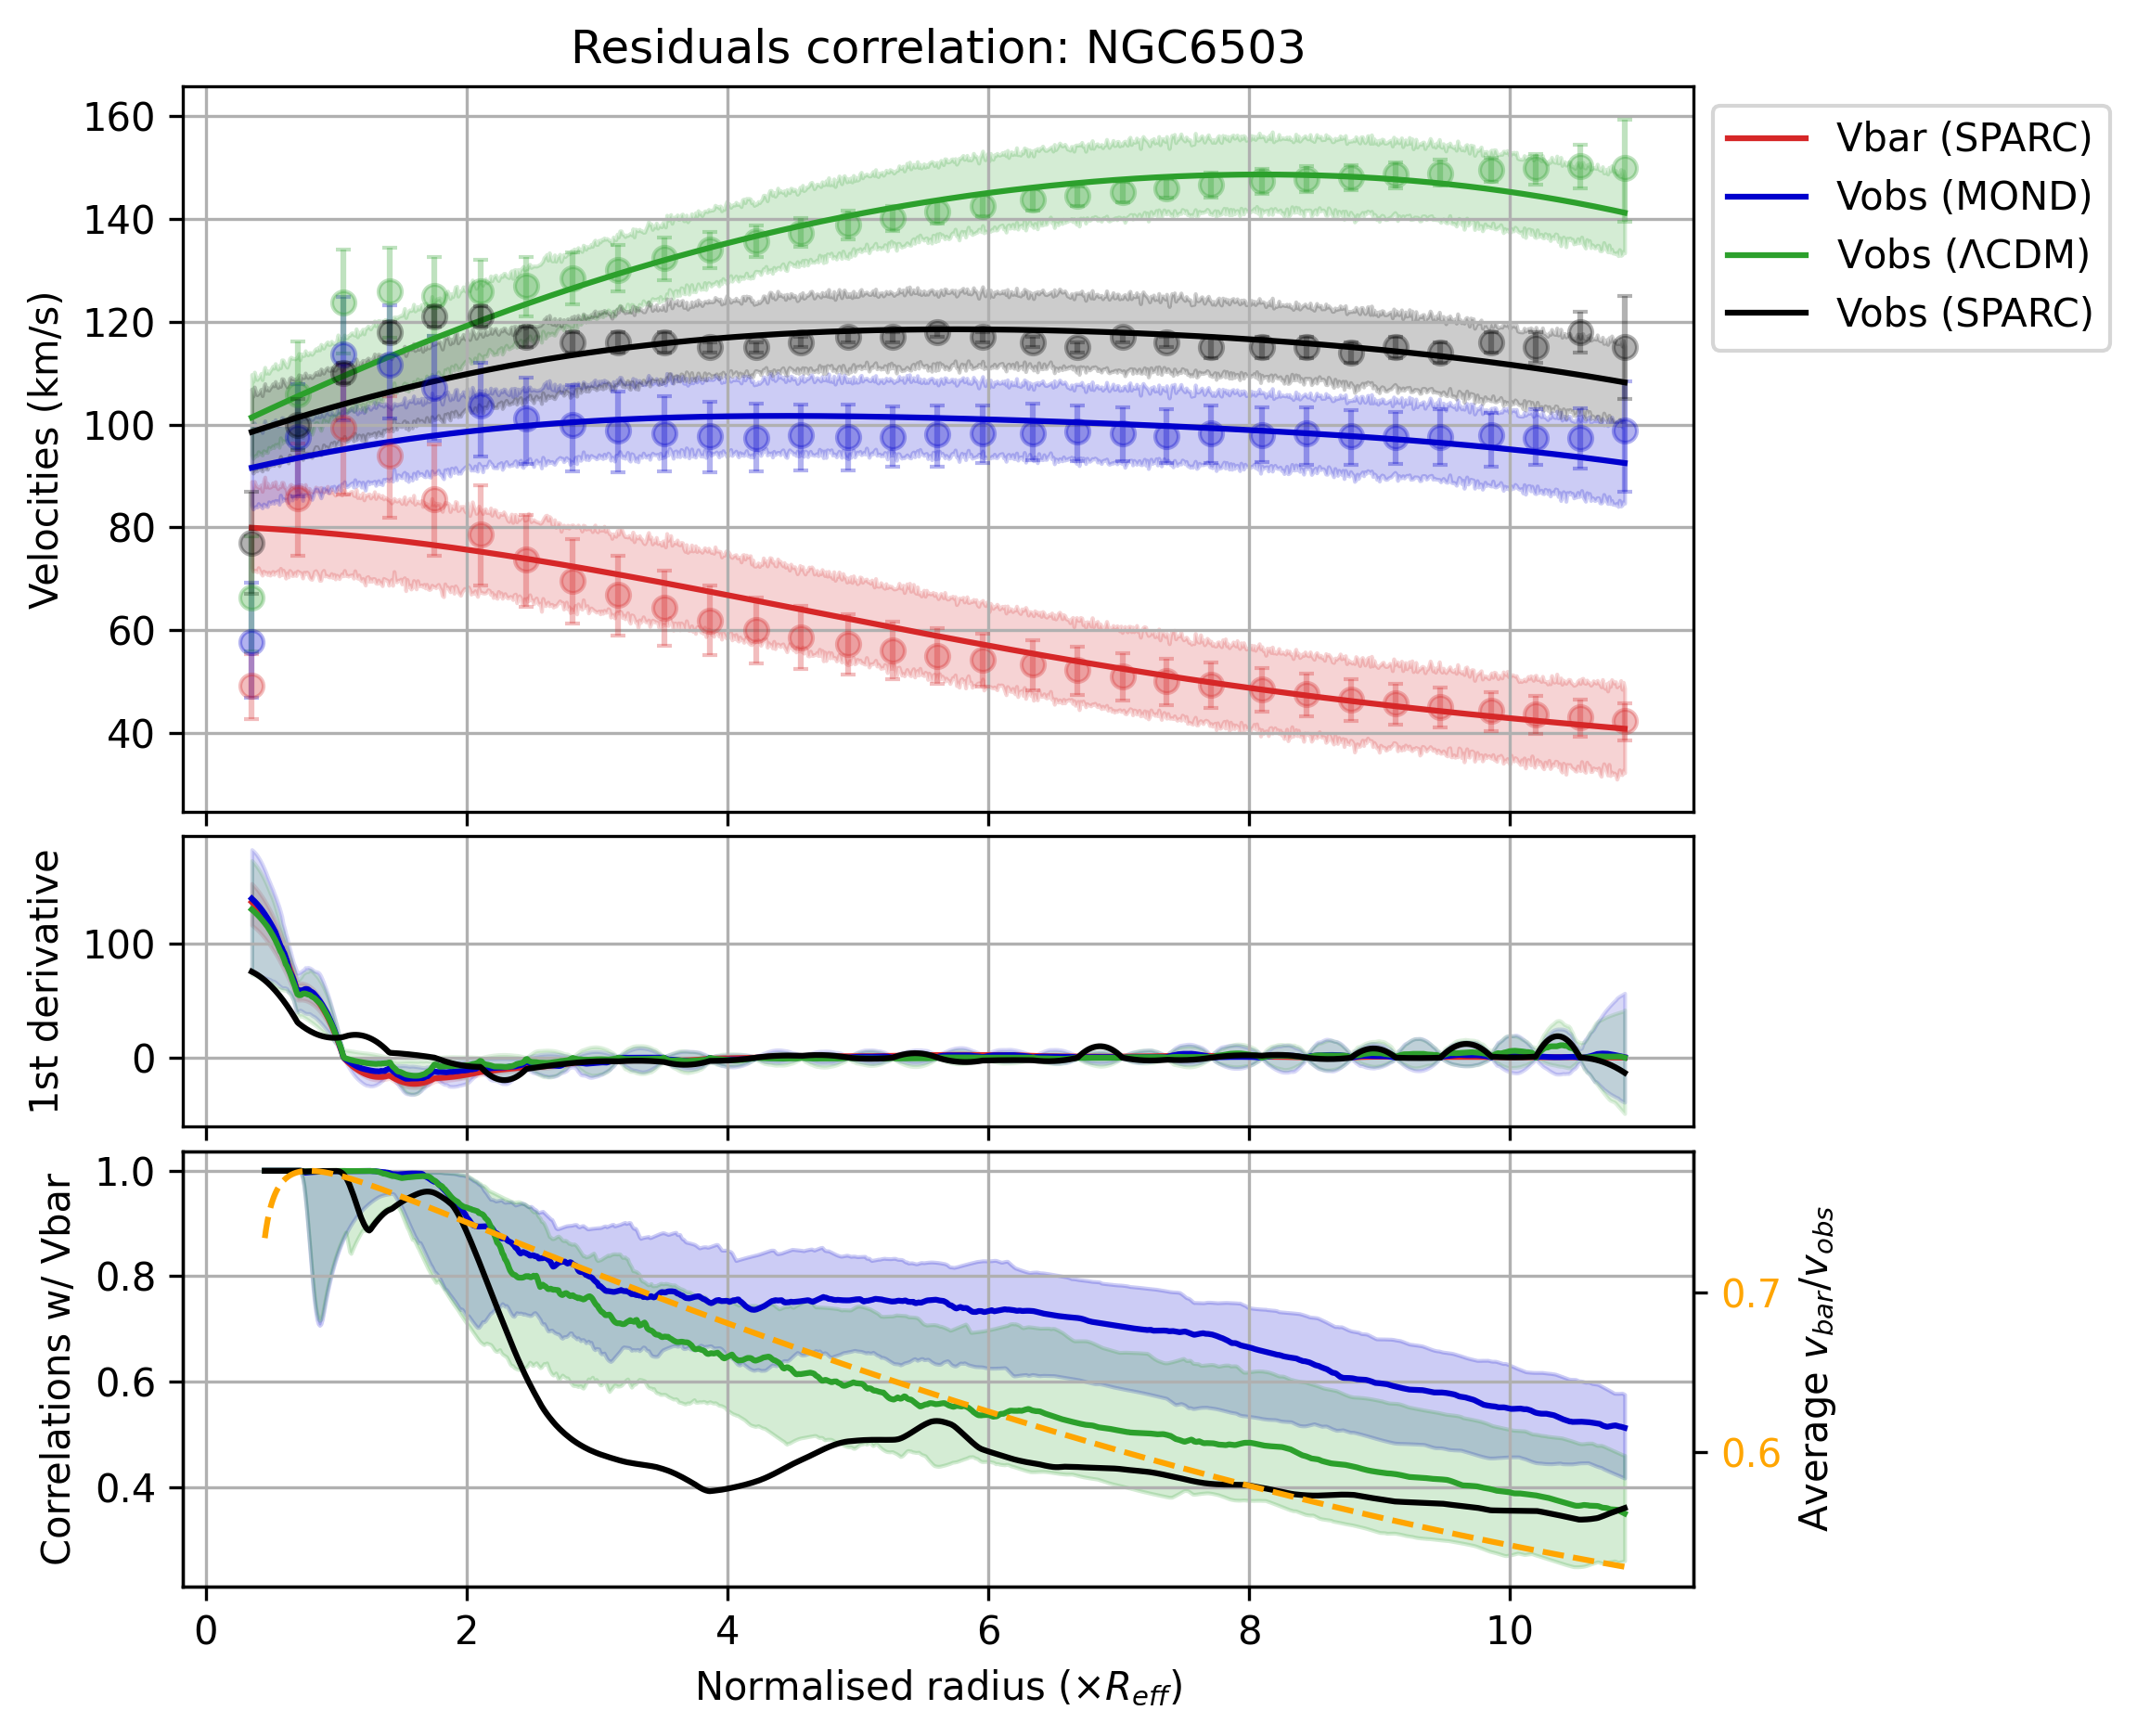 Residuals correlation: NGC6503
Velocities (km/s)
160
140
120
100
80
60
40
Vbar (SPARC)
Vobs (MOND)
Vobs (ΛCDM)
Vobs (SPARC)
1st derivative
100
0
Correlations w/ Vbar
1.0
0.8
0.6
0.4
0.7
0.6
Average v_bar/v_obs
0 2 4 6 8 10
Normalised radius (×R_eff)